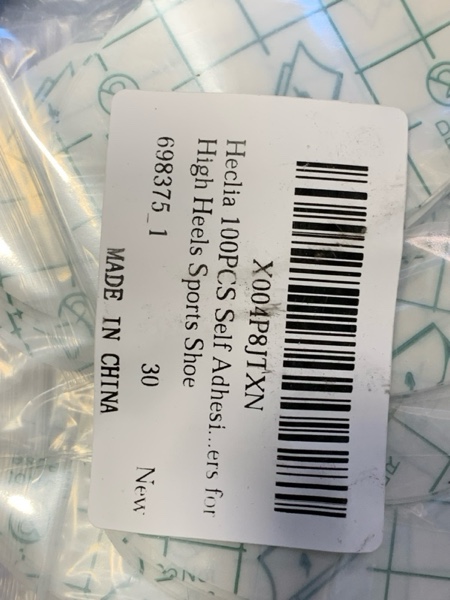 X004P8JTXN
Heclia 100PCS Self Adhesi...ers for
High Heels Sports Shoe
698375_1 30 New
MADE IN CHINA